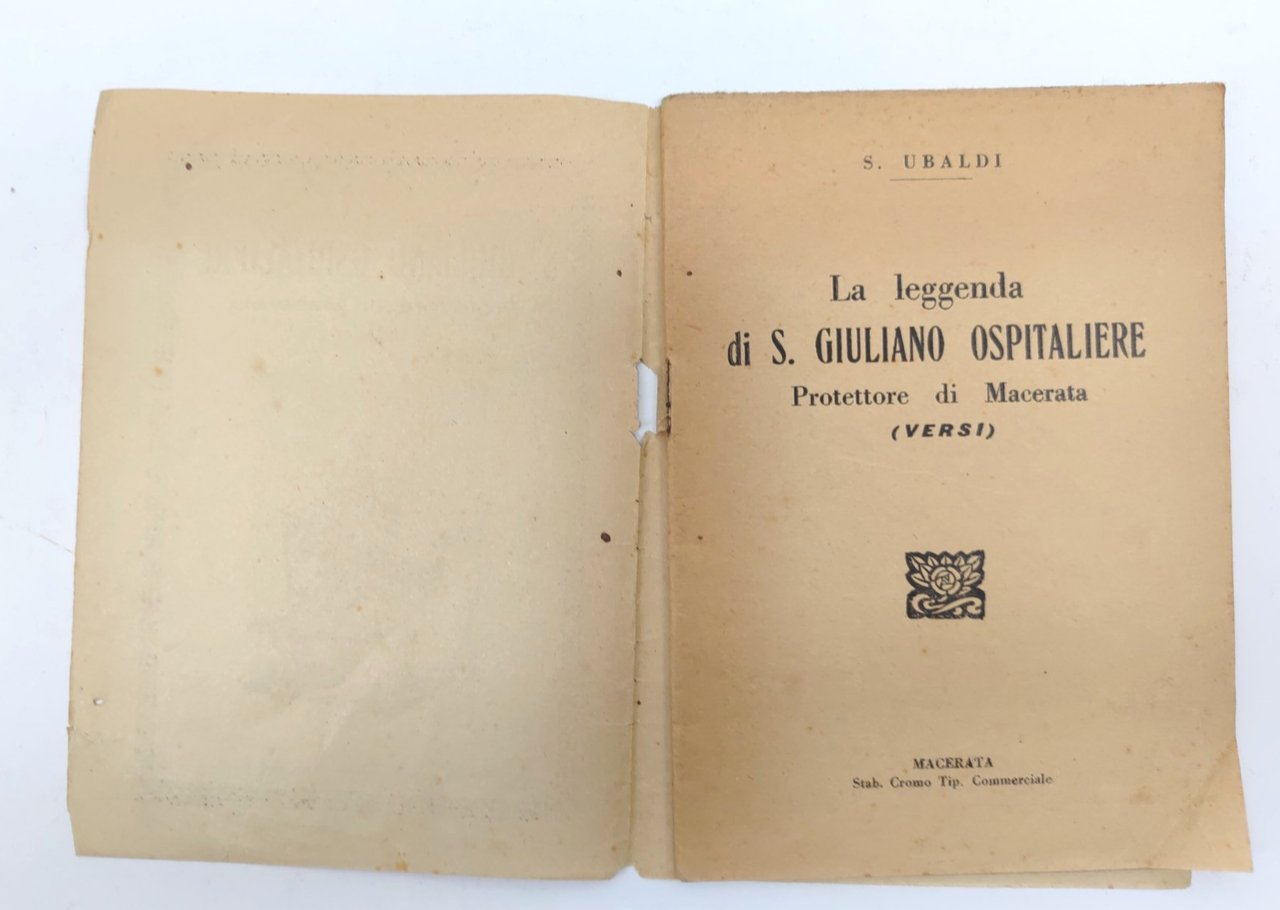 S. UBALDI
La leggenda
di S. GIULIANO OSPITALIERE
Protettore di Macerata
(VERSI)
MACERATA
Stab. Cromo Tip. Commerciale